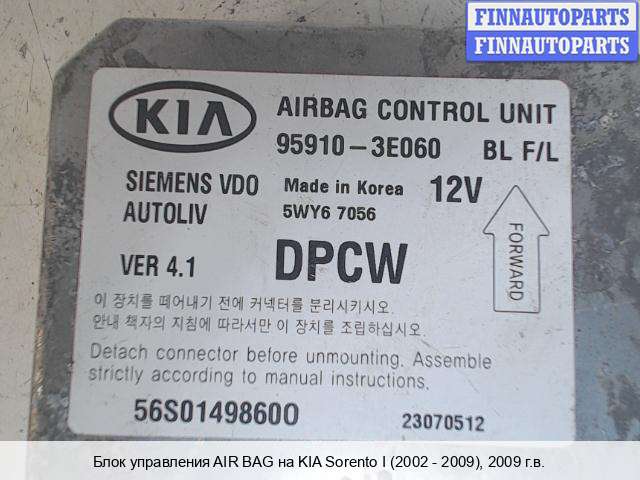 FINNAUTOPARTS
FINNAUTOPARTS
KIA
AIRBAG CONTROL UNIT
95910-3E060 BL F/L
SIEMENS VDO Made in Korea 12V
AUTOLIV 5WY6 7056
FORWARD
VER 4.1 DPCW
이 장치를 떼어내기 전에 커넥터를 분리시키시오.
안내 책자의 지침에 따라서만 이 장치를 조립하십시오.
Detach connector before unmounting. Assemble
strictly according to manual instructions.
56S01498600 23070512
Блок управления AIR BAG на KIA Sorento I (2002 - 2009), 2009 г.в.